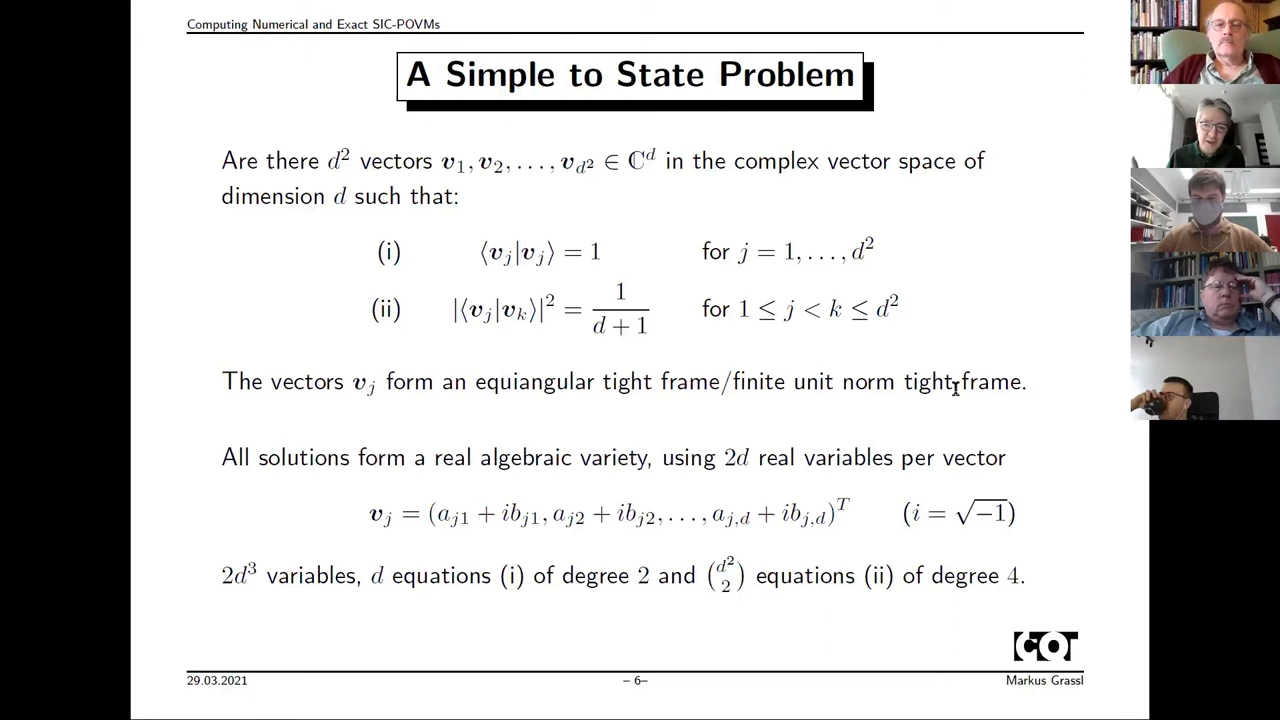 Computing Numerical and Exact SIC-POVMs
A Simple to State Problem
Are there d² vectors v₁, v₂, . . . , v_{d²} ∈ ℂᵈ in the complex vector space of
dimension d such that:
(i) ⟨v_j|v_j⟩ = 1 for j = 1, . . . , d²
(ii) |⟨v_j|v_k⟩|² = 1/(d + 1) for 1 ≤ j < k ≤ d²
The vectors v_j form an equiangular tight frame/finite unit norm tight frame.
All solutions form a real algebraic variety, using 2d real variables per vector
v_j = (a_{j1} + ib_{j1}, a_{j2} + ib_{j2}, . . . , a_{j,d} + ib_{j,d})^T (i = √−1)
2d³ variables, d equations (i) of degree 2 and \binom{d²}{2} equations (ii) of degree 4.
CQT
29.03.2021 – 6– Markus Grassl